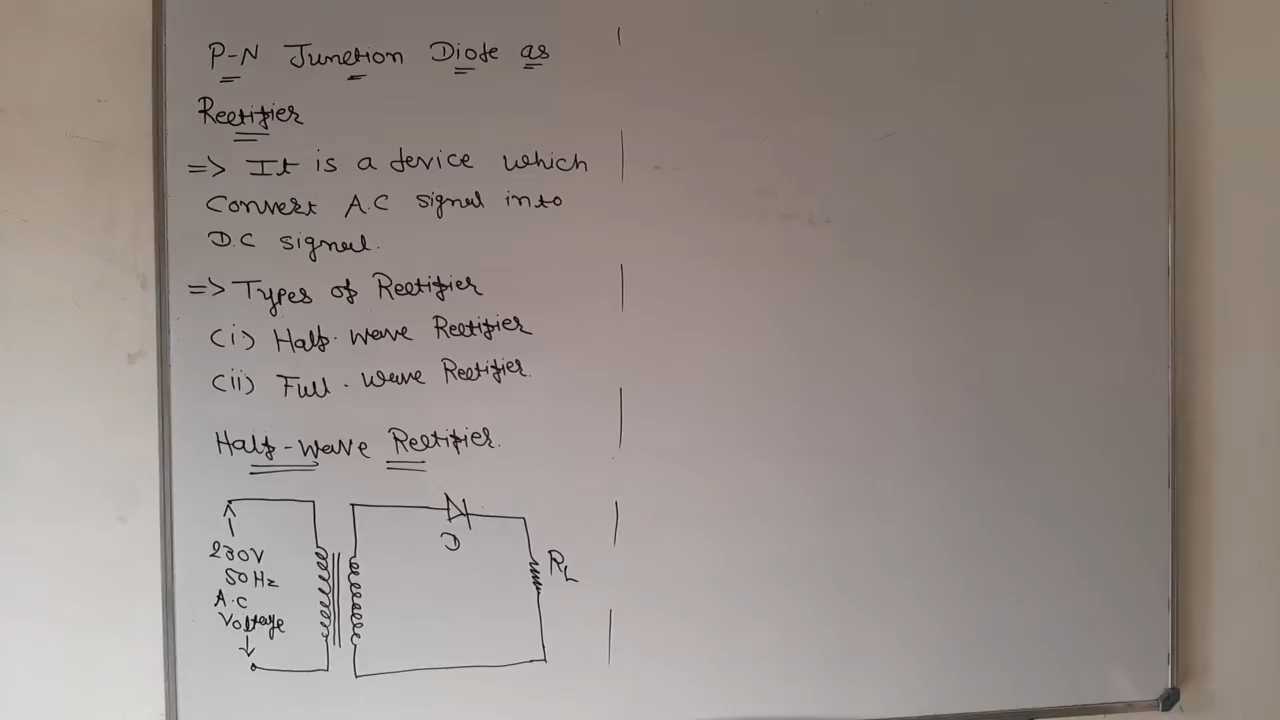 P-N Junction Diode as
Rectifier
=> It is a device which
Convert A.C signal into
D.C signal.
=> Types of Rectifier
(i) Half-wave Rectifier
(ii) Full-wave Rectifier.
Half-wave Rectifier.
D
230V
50Hz
A.C
Voltage
RL